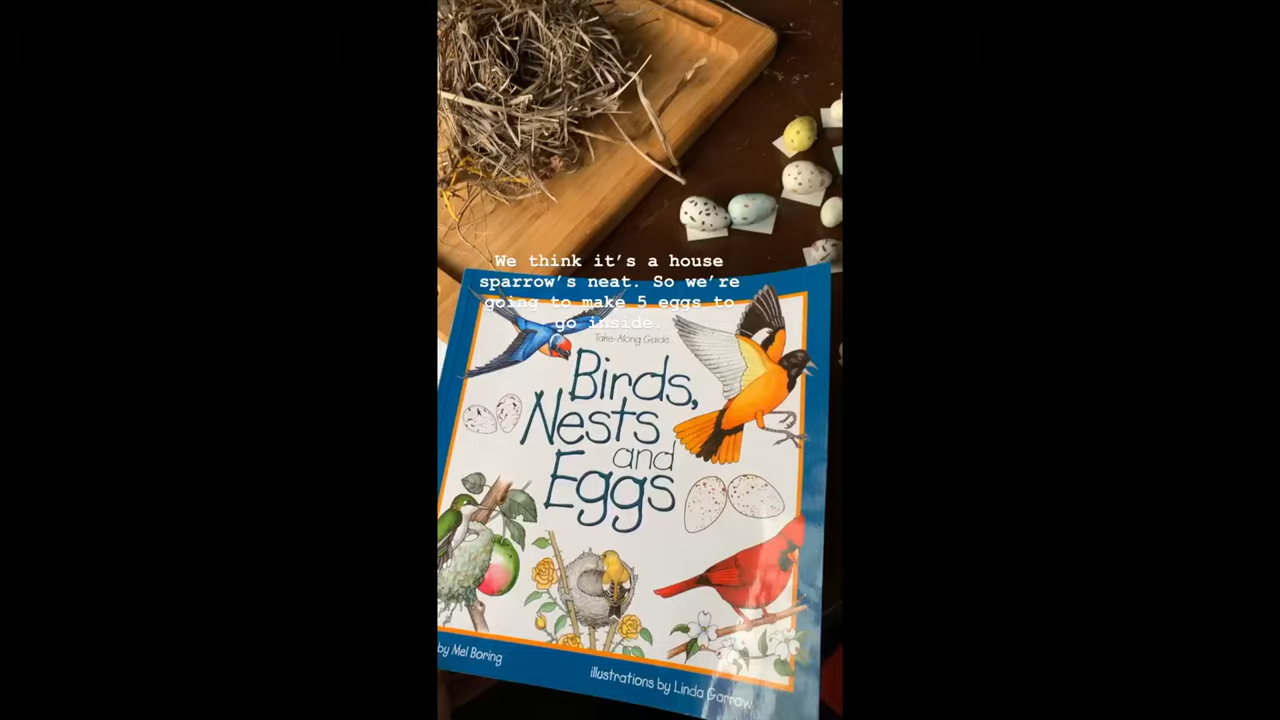 We think it’s a house
sparrow’s neat. So we’re
going to make 5 eggs to
go inside.
Take-Along Guide
Birds,
Nests
and
Eggs
by Mel Boring
illustrations by Linda Garrow